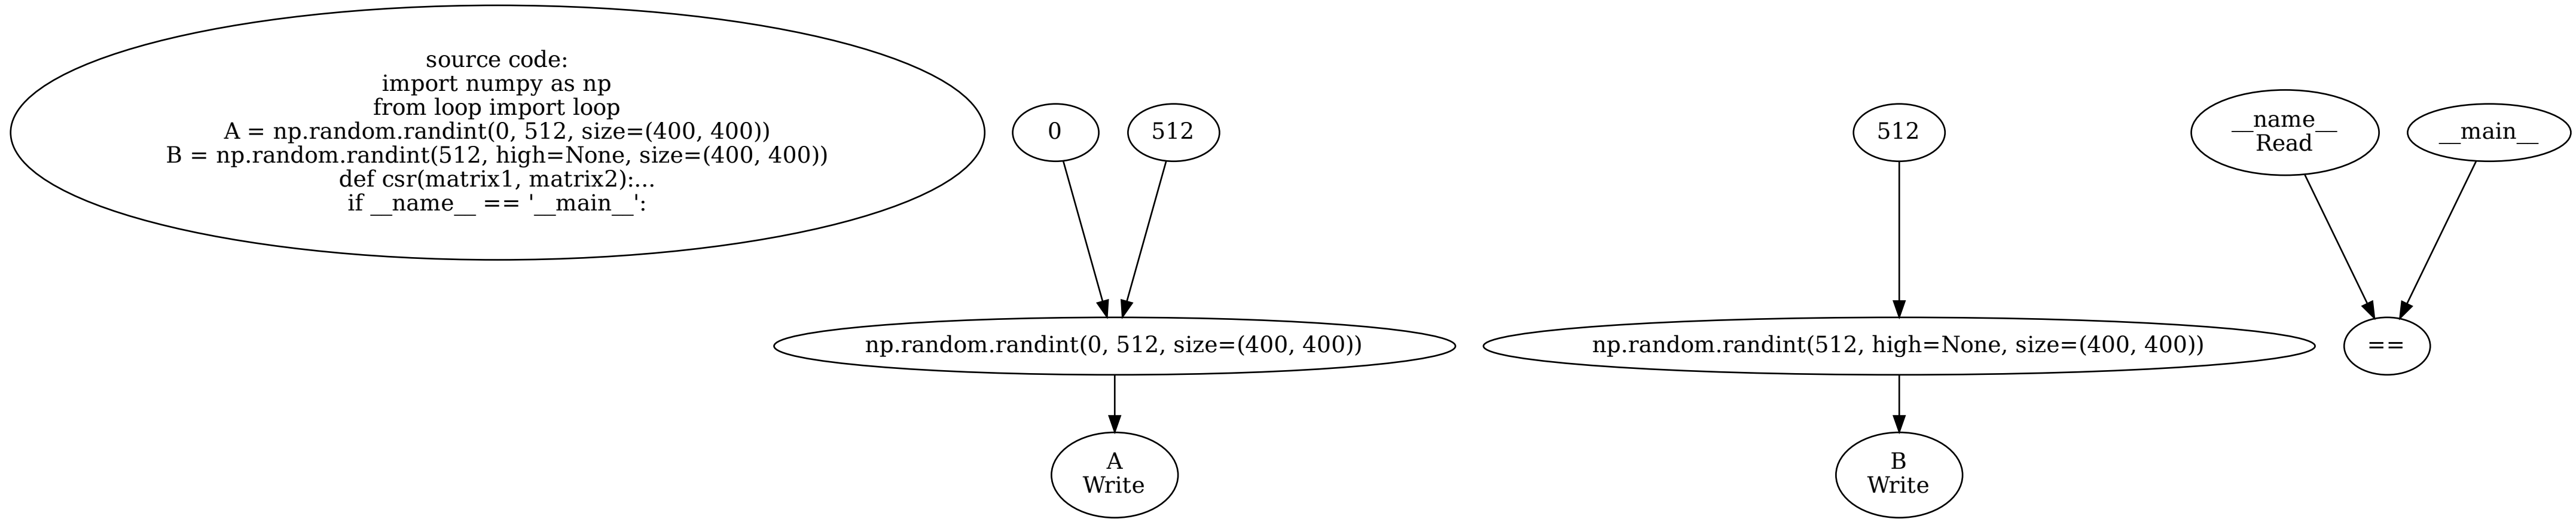 source code:
import numpy as np
from loop import loop
A = np.random.randint(0, 512, size=(400, 400))
B = np.random.randint(512, high=None, size=(400, 400))
def csr(matrix1, matrix2):...
if __name__ == '__main__':
0
512
512
__name__
Read
__main__
np.random.randint(0, 512, size=(400, 400))
np.random.randint(512, high=None, size=(400, 400))
==
A
Write
B
Write